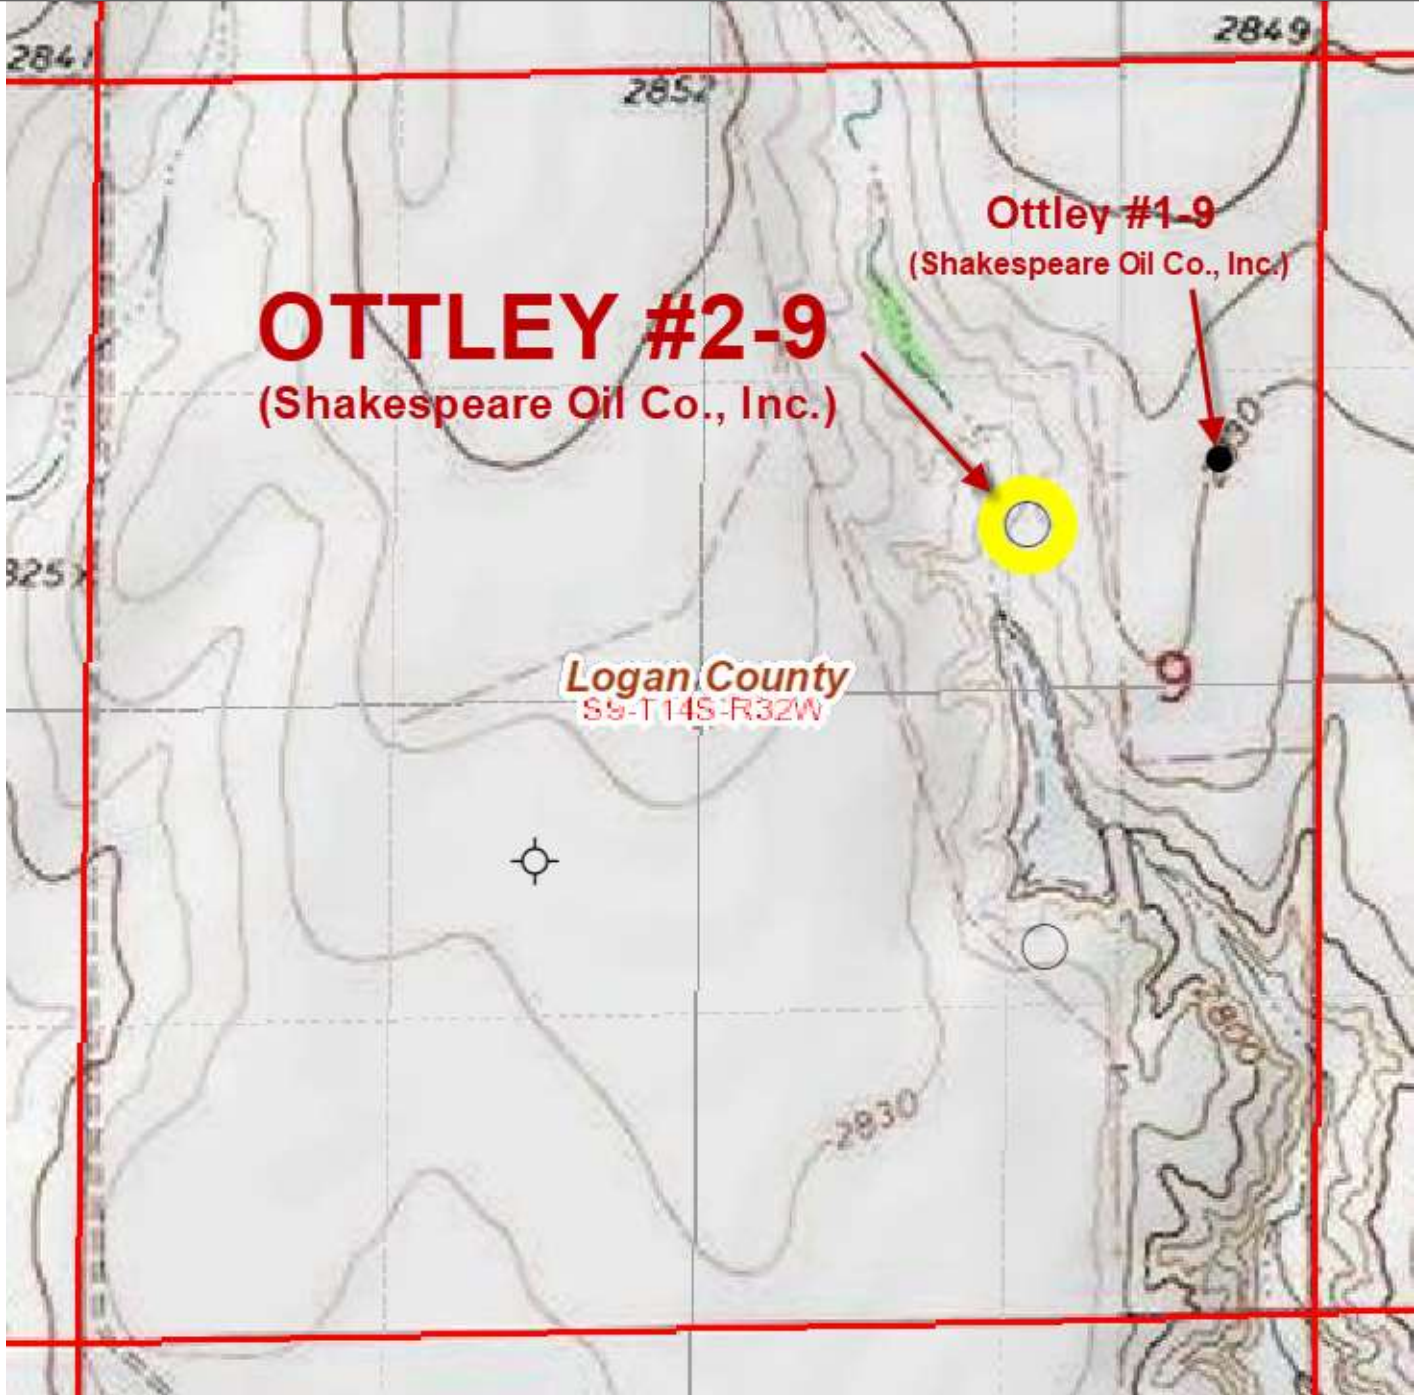 2841
2849
2852
Ottley #1-9
(Shakespeare Oil Co., Inc.)
OTTLEY #2-9
(Shakespeare Oil Co., Inc.)
Logan County
S9-T14S-R32W
9
-2830